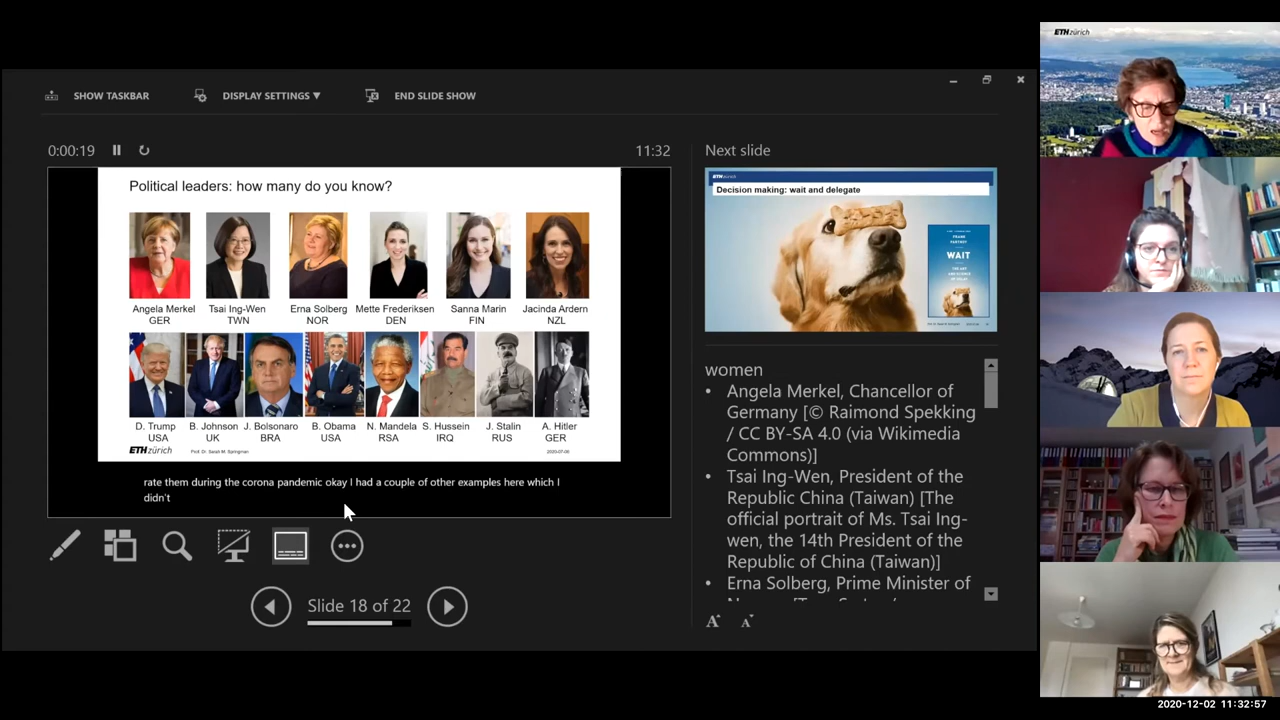 SHOW TASKBAR
DISPLAY SETTINGS ▼
END SLIDE SHOW
0:00:19
11:32
Political leaders: how many do you know?
Angela Merkel
GER
Tsai Ing-Wen
TWN
Erna Solberg
NOR
Mette Frederiksen
DEN
Sanna Marin
FIN
Jacinda Ardern
NZL
D. Trump
USA
B. Johnson
UK
J. Bolsonaro
BRA
B. Obama
USA
N. Mandela
RSA
S. Hussein
IRQ
J. Stalin
RUS
A. Hitler
GER
ETH zürich
rate them during the corona pandemic okay I had a couple of other examples here which I
didn't
Slide 18 of 22
Next slide
ETH zürich
Decision making: wait and delegate
FRANK
PARTNOY
WAIT
women
• Angela Merkel, Chancellor of
Germany [© Raimond Spekking
/ CC BY-SA 4.0 (via Wikimedia
Commons)]
• Tsai Ing-Wen, President of the
Republic China (Taiwan) [The
official portrait of Ms. Tsai Ing-
wen, the 14th President of the
Republic of China (Taiwan)]
• Erna Solberg, Prime Minister of
A A
ETH zürich
2020-12-02 11:32:57